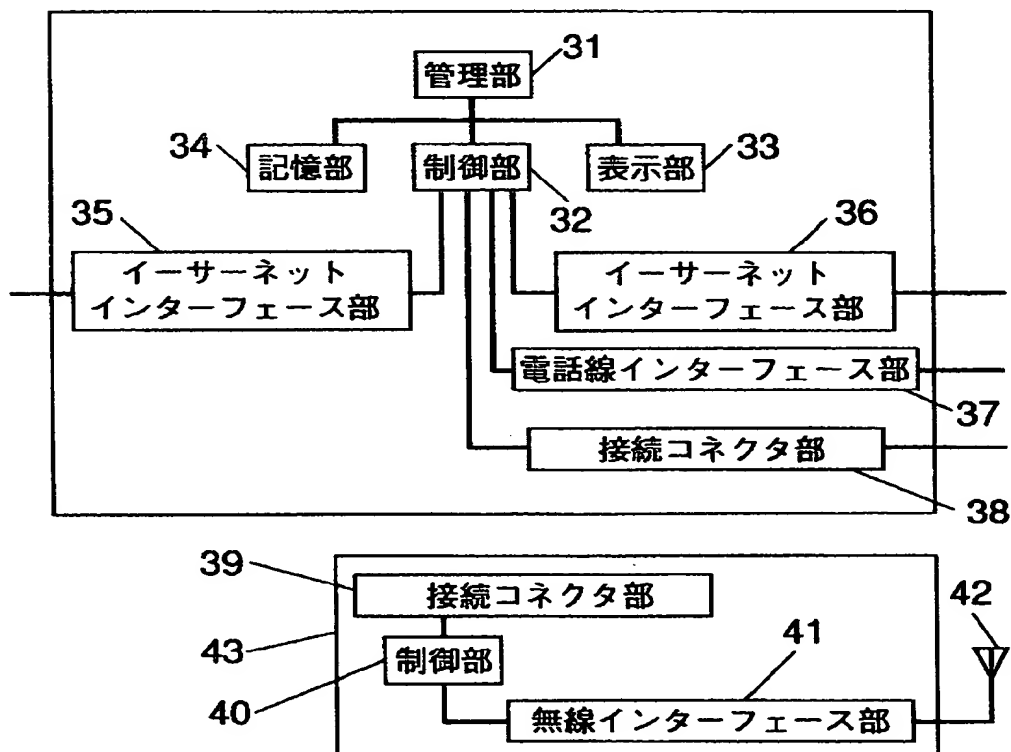 31
管理部
34
記憶部
制御部
表示部
33
32
35
36
イーサーネット
インターフェース部
イーサーネット
インターフェース部
電話線インターフェース部
37
接続コネクタ部
38
39
接続コネクタ部
42
43
制御部
41
40
無線インターフェース部